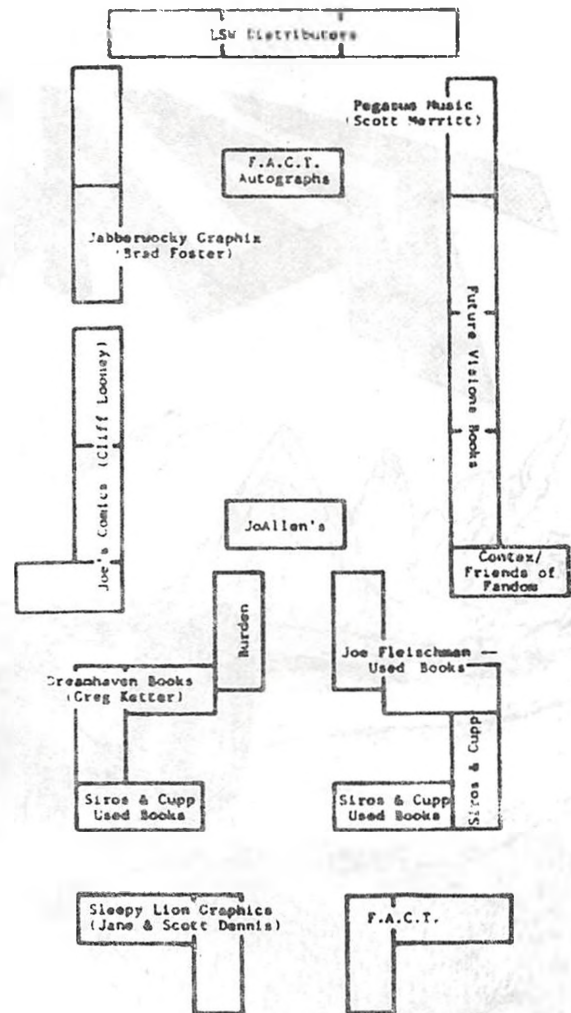 LSW Distributors
Pegasus Music
(Scott Merritt)
F.A.C.T.
Autographs
Jabberwocky Graphix
(Brad Foster)
Future Visions Books
Joe's Comics (Cliff Looney)
JoAllen's
Contex/
Friends of
Fandom
Burden
Joe Fleischman —
Used Books
Dreamhaven Books
(Greg Ketter)
Siros & Cupp
Siros & Cupp
Used Books
Siros & Cupp
Used Books
Sleepy Lion Graphics
(Jane & Scott Dennis)
F.A.C.T.